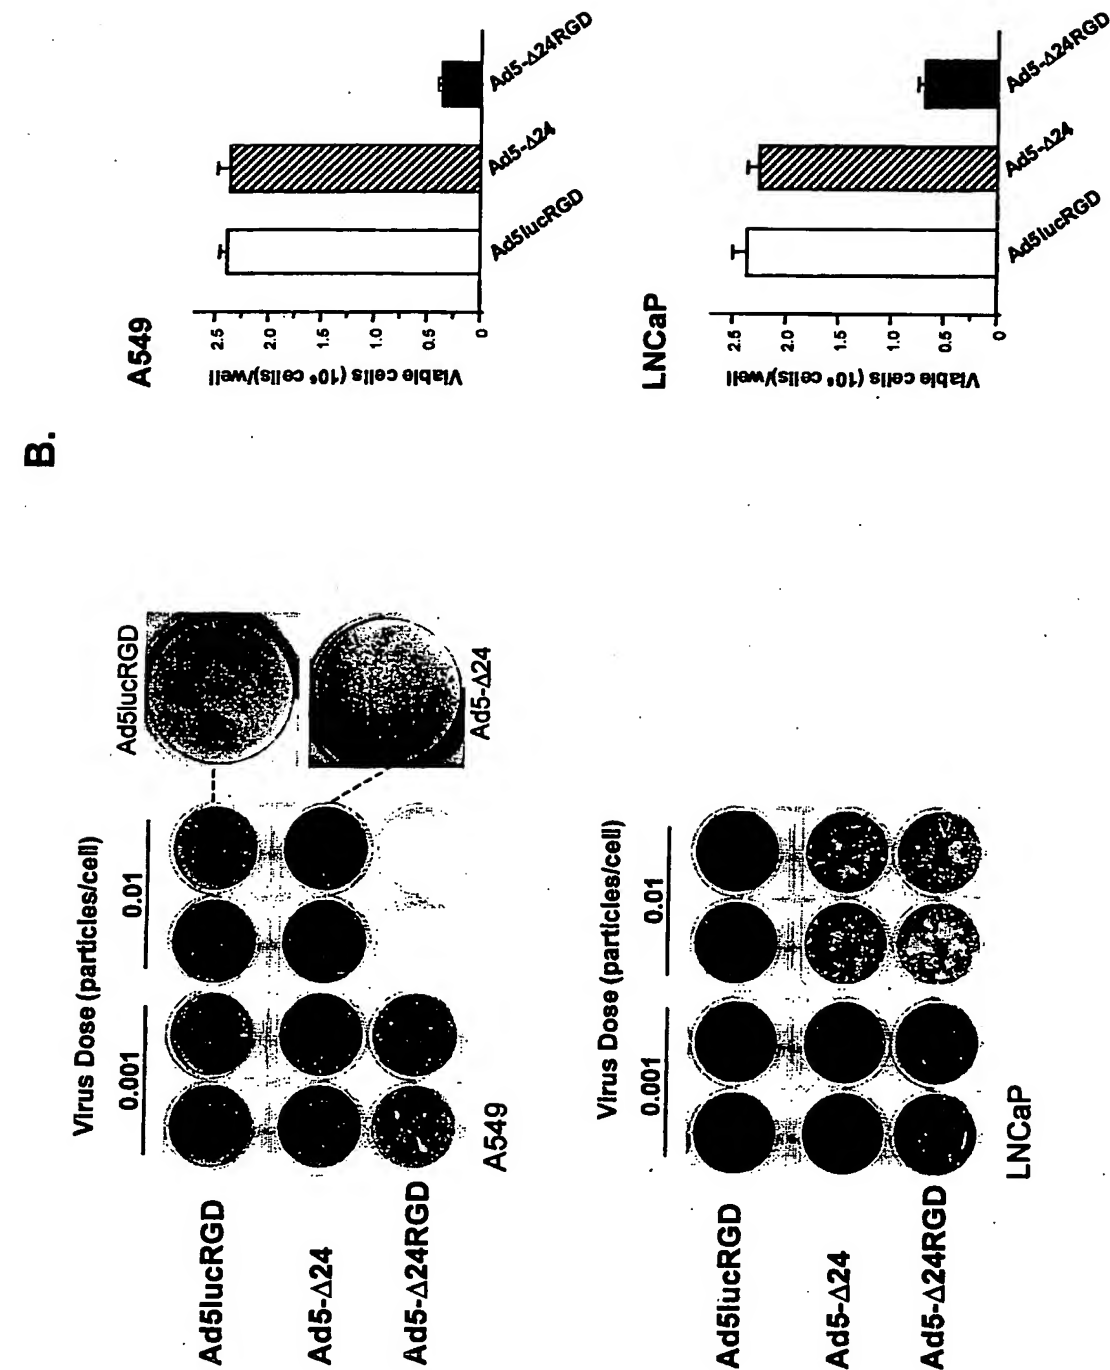 Virus Dose (particles/cell)
0.001
0.01
Ad5lucRGD
Ad5lucRGD
Ad5-Δ24
Ad5-Δ24
Ad5-Δ24RGD
A549
Virus Dose (particles/cell)
0.001
0.01
Ad5lucRGD
Ad5-Δ24
Ad5-Δ24RGD
LNCaP
B.
A549
Viable cells (10⁶ cells)/well
2.5
2.0
1.5
1.0
0.5
0
Ad5lucRGD
Ad5-Δ24
Ad5-Δ24RGD
LNCaP
Viable cells (10⁶ cells)/well
2.5
2.0
1.5
1.0
0.5
0
Ad5lucRGD
Ad5-Δ24
Ad5-Δ24RGD